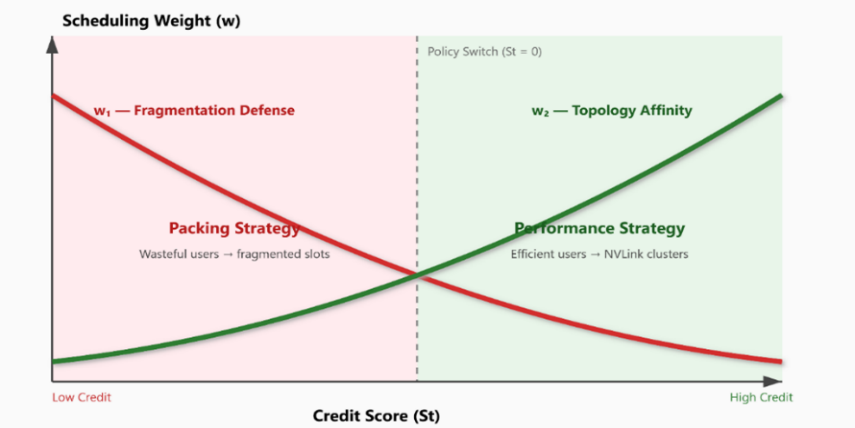 Scheduling Weight (w)
Policy Switch (St = 0)
w₁ — Fragmentation Defense
w₂ — Topology Affinity
Packing Strategy
Performance Strategy
Wasteful users → fragmented slots
Efficient users → NVLink clusters
Low Credit
High Credit
Credit Score (St)